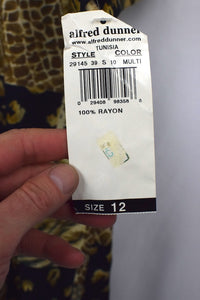 alfred dunner
www.alfreddunner.com
TUNISIA
STYLE COLOR
29145 39 S 10 MULTI
0 29408 98358 8
100% RAYON
SIZE 12